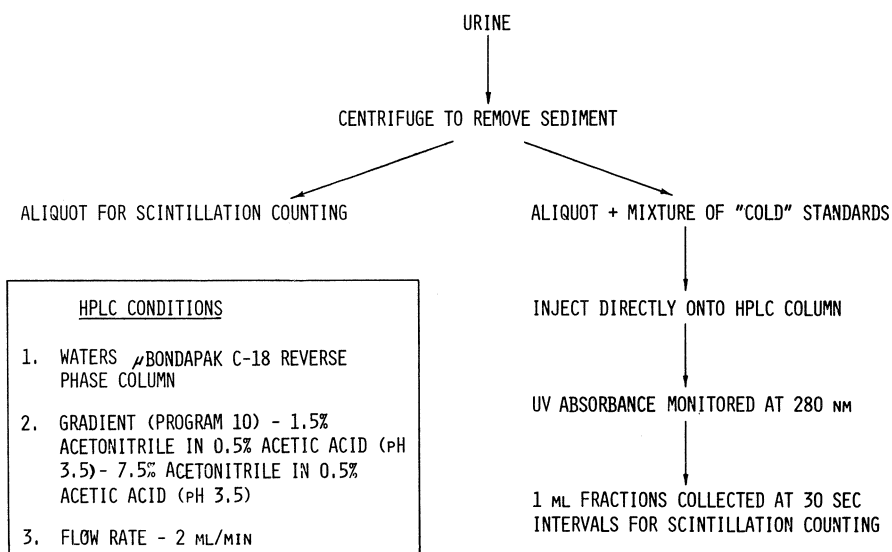 URINE
CENTRIFUGE TO REMOVE SEDIMENT
ALIQUOT FOR SCINTILLATION COUNTING
ALIQUOT + MIXTURE OF "COLD" STANDARDS
INJECT DIRECTLY ONTO HPLC COLUMN
UV ABSORBANCE MONITORED AT 280 NM
1 ML FRACTIONS COLLECTED AT 30 SEC
INTERVALS FOR SCINTILLATION COUNTING
HPLC CONDITIONS
1. WATERS µBONDAPAK C-18 REVERSE
PHASE COLUMN
2. GRADIENT (PROGRAM 10) - 1.5%
ACETONITRILE IN 0.5% ACETIC ACID (PH
3.5)- 7.5% ACETONITRILE IN 0.5%
ACETIC ACID (PH 3.5)
3. FLOW RATE - 2 ML/MIN